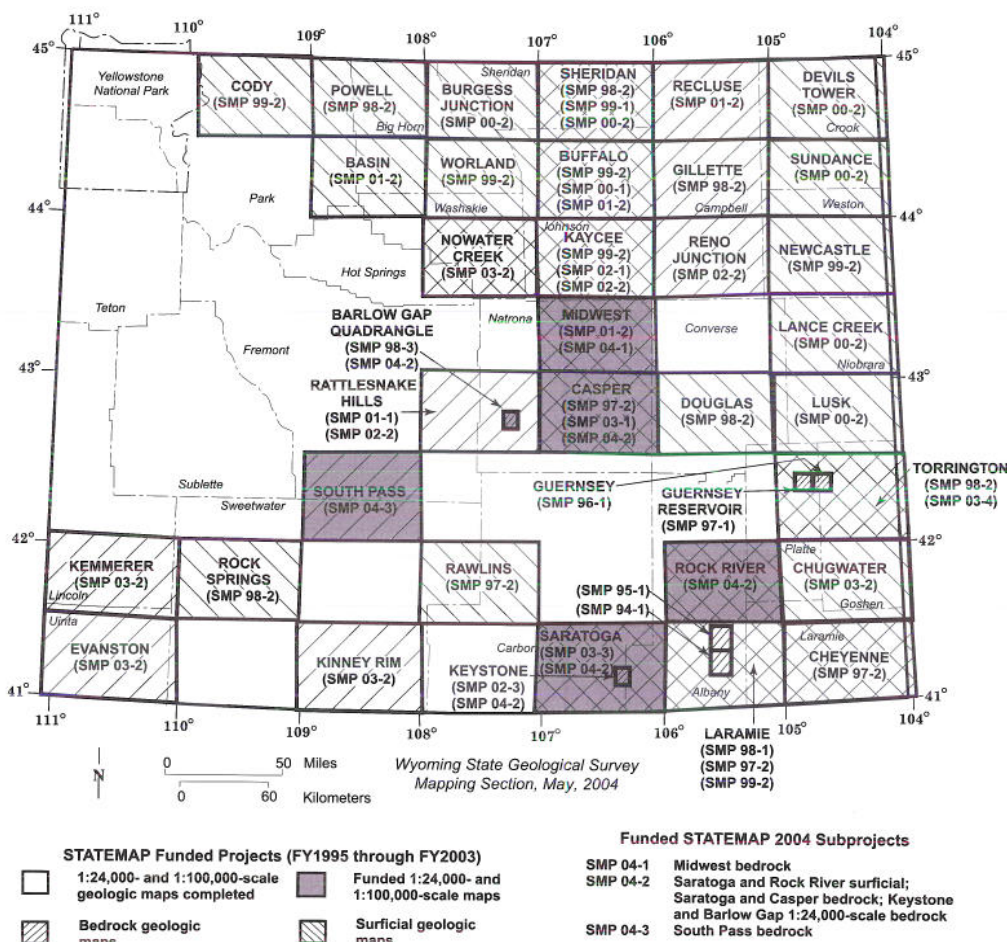 111°
110°
109°
108°
107°
106°
105°
104°
45°
45°
Yellowstone
National Park
CODY
(SMP 99-2)
POWELL
(SMP 98-2)
Big Horn
Sheridan
BURGESS
JUNCTION
(SMP 00-2)
SHERIDAN
(SMP 98-2)
(SMP 99-1)
(SMP 00-2)
RECLUSE
(SMP 01-2)
DEVILS
TOWER
(SMP 00-2)
Crook
BASIN
(SMP 01-2)
WORLAND
(SMP 99-2)
Washakie
BUFFALO
(SMP 99-2)
(SMP 00-1)
(SMP 01-2)
GILLETTE
(SMP 98-2)
Campbell
SUNDANCE
(SMP 00-2)
Weston
44°
44°
Park
Hot Springs
NOWATER
CREEK
(SMP 03-2)
Johnson
KAYCEE
(SMP 99-2)
(SMP 02-1)
(SMP 02-2)
RENO
JUNCTION
(SMP 02-2)
NEWCASTLE
(SMP 99-2)
Teton
Fremont
BARLOW GAP
QUADRANGLE
(SMP 98-3)
(SMP 04-2)
Natrona
MIDWEST
(SMP 01-2)
(SMP 04-1)
Converse
LANCE CREEK
(SMP 00-2)
Niobrara
43°
43°
RATTLESNAKE
HILLS
(SMP 01-1)
(SMP 02-2)
CASPER
(SMP 97-2)
(SMP 03-1)
(SMP 04-2)
DOUGLAS
(SMP 98-2)
LUSK
(SMP 00-2)
Sublette
Sweetwater
SOUTH PASS
(SMP 04-3)
GUERNSEY
(SMP 96-1)
GUERNSEY
RESERVOIR
(SMP 97-1)
TORRINGTON
(SMP 98-2)
(SMP 03-4)
42°
42°
KEMMERER
(SMP 03-2)
Lincoln
ROCK
SPRINGS
(SMP 98-2)
RAWLINS
(SMP 97-2)
(SMP 95-1)
(SMP 94-1)
ROCK RIVER
(SMP 04-2)
Platte
CHUGWATER
(SMP 03-2)
Goshen
Uinta
EVANSTON
(SMP 03-2)
KINNEY RIM
(SMP 03-2)
Carbon
KEYSTONE
(SMP 02-3)
(SMP 04-2)
SARATOGA
(SMP 03-3)
(SMP 04-2)
Albany
Laramie
CHEYENNE
(SMP 97-2)
41°
41°
111°
110°
109°
108°
107°
106°
105°
104°
LARAMIE
(SMP 98-1)
(SMP 97-2)
(SMP 99-2)
N
0 50 Miles
0 60 Kilometers
Wyoming State Geological Survey
Mapping Section, May, 2004
STATEMAP Funded Projects (FY1995 through FY2003)
1:24,000- and 1:100,000-scale
geologic maps completed
Funded 1:24,000- and
1:100,000-scale maps
Bedrock geologic
maps
Surficial geologic
maps
Funded STATEMAP 2004 Subprojects
SMP 04-1 Midwest bedrock
SMP 04-2 Saratoga and Rock River surficial;
Saratoga and Casper bedrock; Keystone
and Barlow Gap 1:24,000-scale bedrock
SMP 04-3 South Pass bedrock